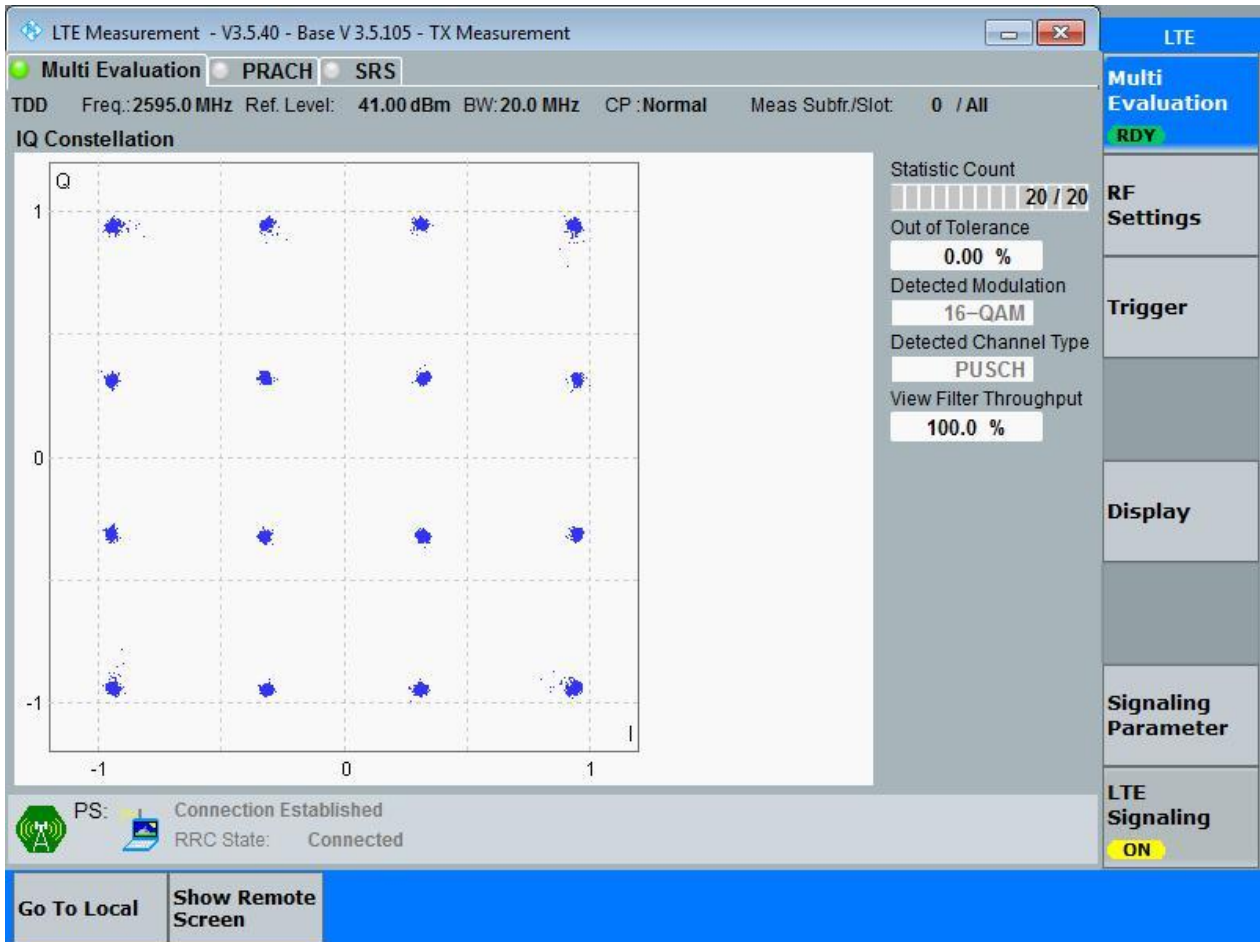 LTE Measurement - V3.5.40 - Base V 3.5.105 - TX Measurement
LTE
Multi Evaluation PRACH SRS
Multi
Evaluation
RDY
TDD Freq.: 2595.0 MHz Ref. Level: 41.00 dBm BW: 20.0 MHz CP : Normal Meas Subfr./Slot: 0 / All
IQ Constellation
Q
1
0
-1
I
-1 0 1
Statistic Count
20 / 20
Out of Tolerance
0.00 %
Detected Modulation
16-QAM
Detected Channel Type
PUSCH
View Filter Throughput
100.0 %
RF
Settings
Trigger
Display
Signaling
Parameter
LTE
Signaling
ON
PS: Connection Established
RRC State: Connected
Go To Local
Show Remote
Screen